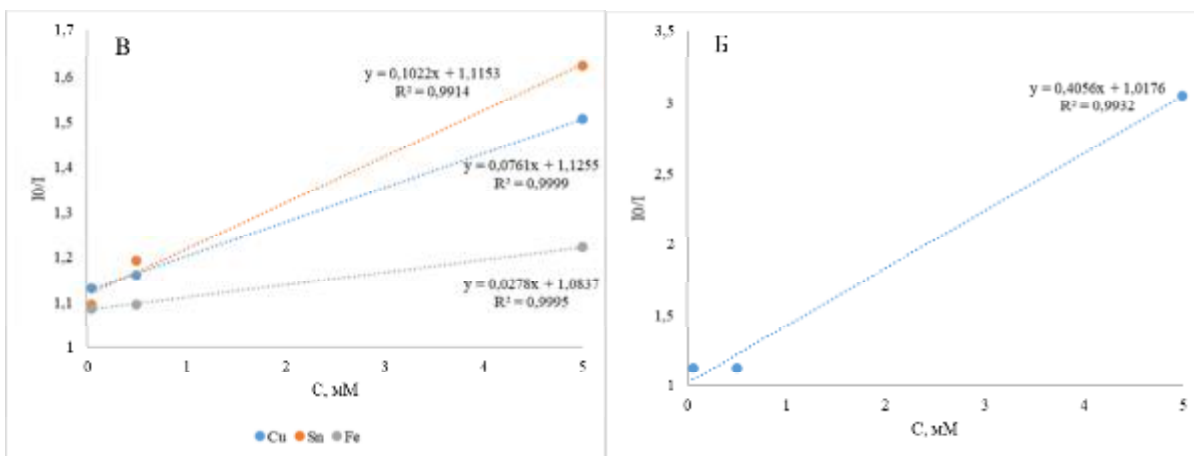 1,7
1,6
1,5
1,4
1,3
1,2
1,1
1
I0/I
В
y = 0,1022x + 1,1153
R² = 0,9914
y = 0,0761x + 1,1255
R² = 0,9999
y = 0,0278x + 1,0837
R² = 0,9995
0 1 2 3 4 5
С, мМ
Cu Sn Fe
3,5
3
2,5
2
1,5
1
I0/I
Б
y = 0,4056x + 1,0176
R² = 0,9932
0 1 2 3 4 5
С, мМ